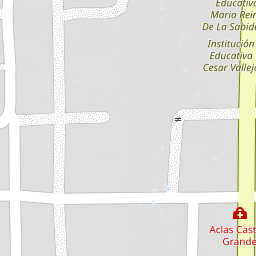 Educativa
Maria Rein
De La Sabidu
Institución
Educativa
Cesar Vallejo
Aclas Cast
Grande